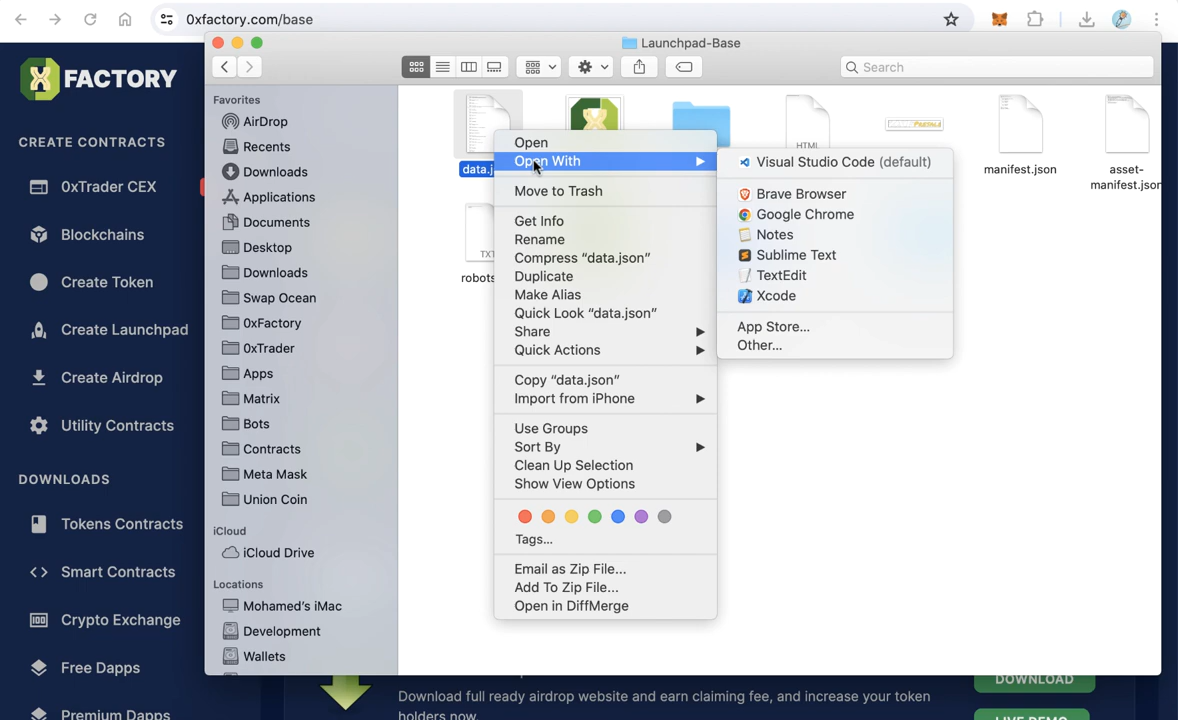 0xfactory.com/base
Launchpad-Base
Search
FACTORY
CREATE CONTRACTS
0xTrader CEX
Blockchains
Create Token
Create Launchpad
Create Airdrop
Utility Contracts
DOWNLOADS
Tokens Contracts
Smart Contracts
Crypto Exchange
Free Dapps
Premium Dapps
Favorites
AirDrop
Recents
Downloads
Applications
Documents
Desktop
Downloads
Swap Ocean
0xFactory
0xTrader
Apps
Matrix
Bots
Contracts
Meta Mask
Union Coin
iCloud
iCloud Drive
Locations
Mohamed's iMac
Development
Wallets
data.j
HTML
manifest.json
asset-
manifest.json
TXT
robots
Open
Open With
Move to Trash
Get Info
Rename
Compress “data.json”
Duplicate
Make Alias
Quick Look “data.json”
Share
Quick Actions
Copy “data.json”
Import from iPhone
Use Groups
Sort By
Clean Up Selection
Show View Options
Tags...
Email as Zip File...
Add To Zip File...
Open in DiffMerge
Visual Studio Code (default)
Brave Browser
Google Chrome
Notes
Sublime Text
TextEdit
Xcode
App Store...
Other...
Download full ready airdrop website and earn claiming fee, and increase your token
holders now.
DOWNLOAD
LIVE DEMO